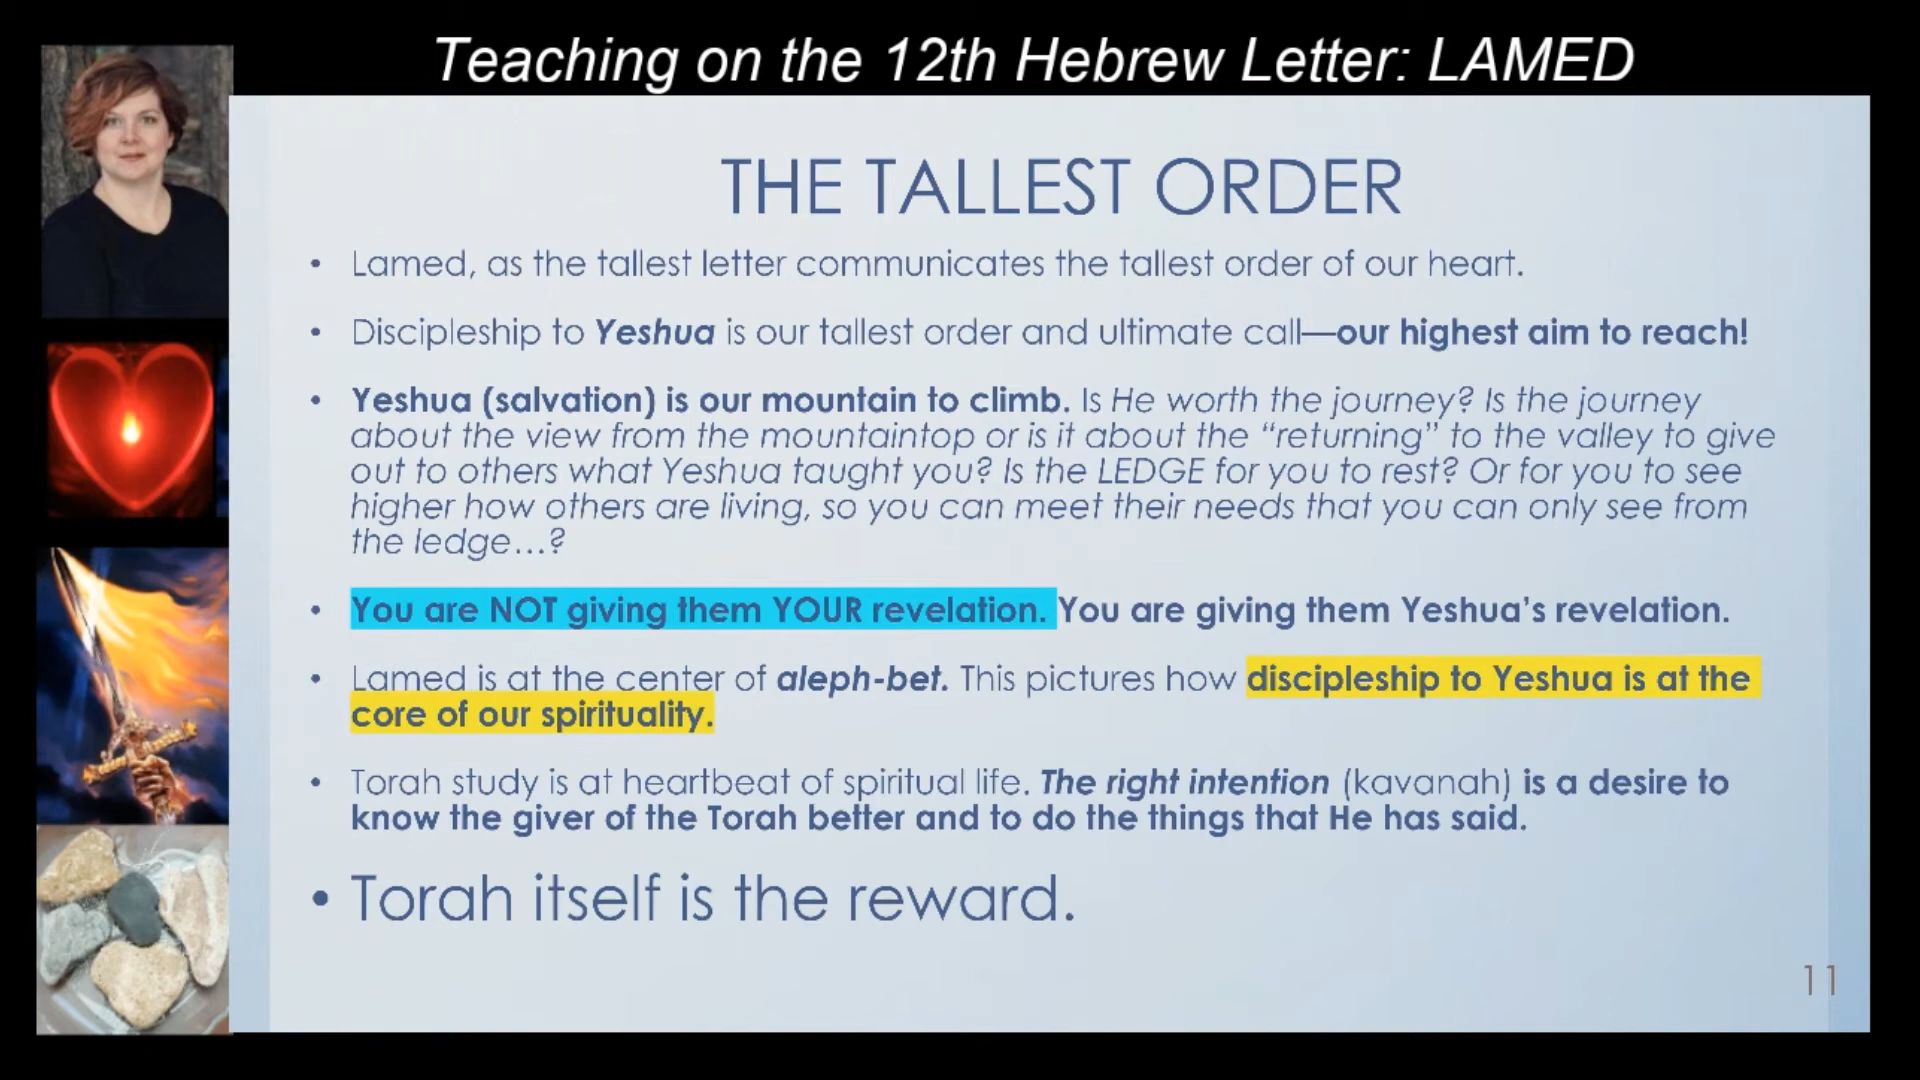 Teaching on the 12th Hebrew Letter: LAMED
THE TALLEST ORDER
• Lamed, as the tallest letter communicates the tallest order of our heart.
• Discipleship to Yeshua is our tallest order and ultimate call—our highest aim to reach!
• Yeshua (salvation) is our mountain to climb. Is He worth the journey? Is the journey
about the view from the mountaintop or is it about the “returning” to the valley to give
out to others what Yeshua taught you? Is the LEDGE for you to rest? Or for you to see
higher how others are living, so you can meet their needs that you can only see from
the ledge…?
• You are NOT giving them YOUR revelation. You are giving them Yeshua’s revelation.
• Lamed is at the center of aleph-bet. This pictures how discipleship to Yeshua is at the
core of our spirituality.
• Torah study is at heartbeat of spiritual life. The right intention (kavanah) is a desire to
know the giver of the Torah better and to do the things that He has said.
• Torah itself is the reward.
11